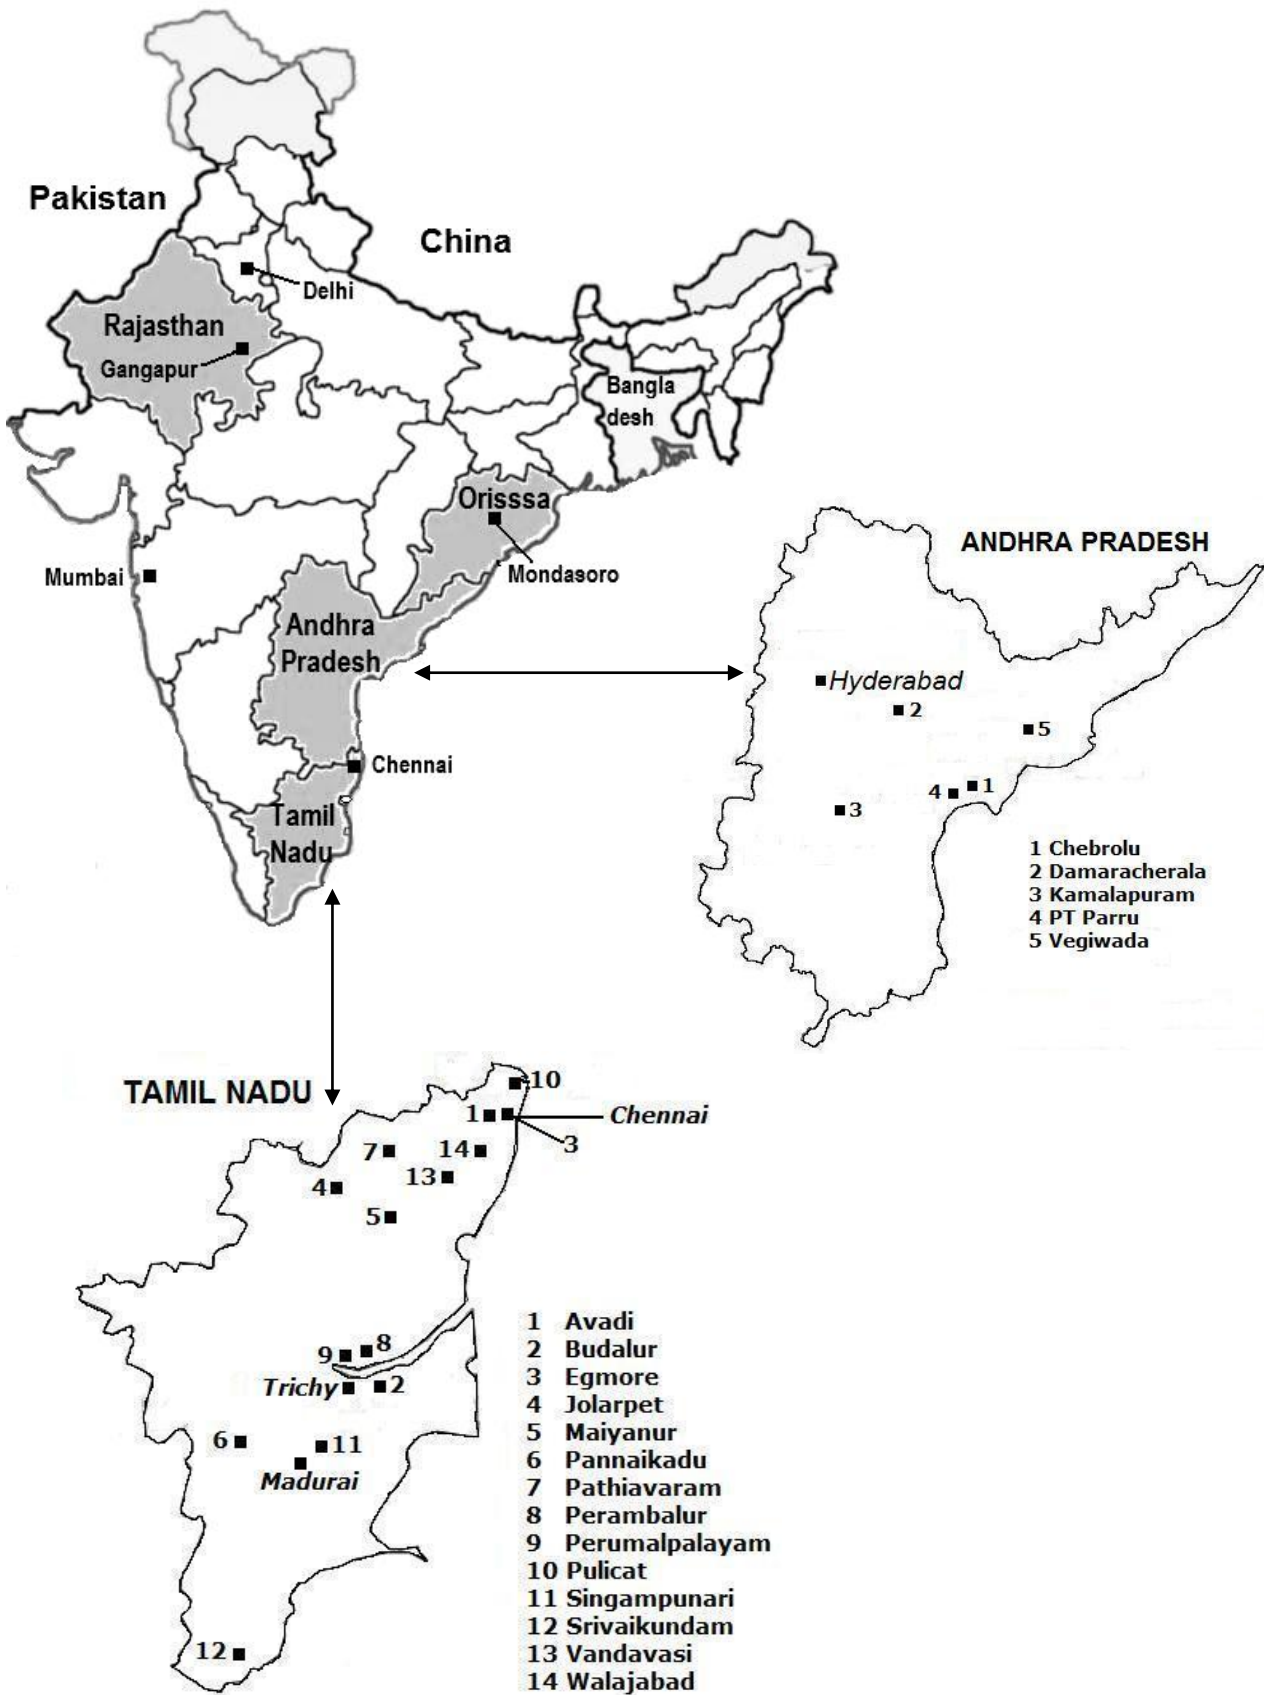 Pakistan
China
Delhi
Rajasthan
Gangapur
Bangla
desh
Orisssa
Mondasoro
Mumbai
Andhra
Pradesh
Chennai
Tamil
Nadu
ANDHRA PRADESH
Hyderabad
2
5
4
1
3
1 Chebrolu
2 Damaracherala
3 Kamalapuram
4 PT Parru
5 Vegiwada
TAMIL NADU
10
1
Chennai
3
7
14
13
4
5
9
8
Trichy
2
6
11
Madurai
12
1 Avadi
2 Budalur
3 Egmore
4 Jolarpet
5 Maiyanur
6 Pannaikadu
7 Pathiavaram
8 Perambalur
9 Perumalpalayam
10 Pulicat
11 Singampunari
12 Srivaikundam
13 Vandavasi
14 Walajabad